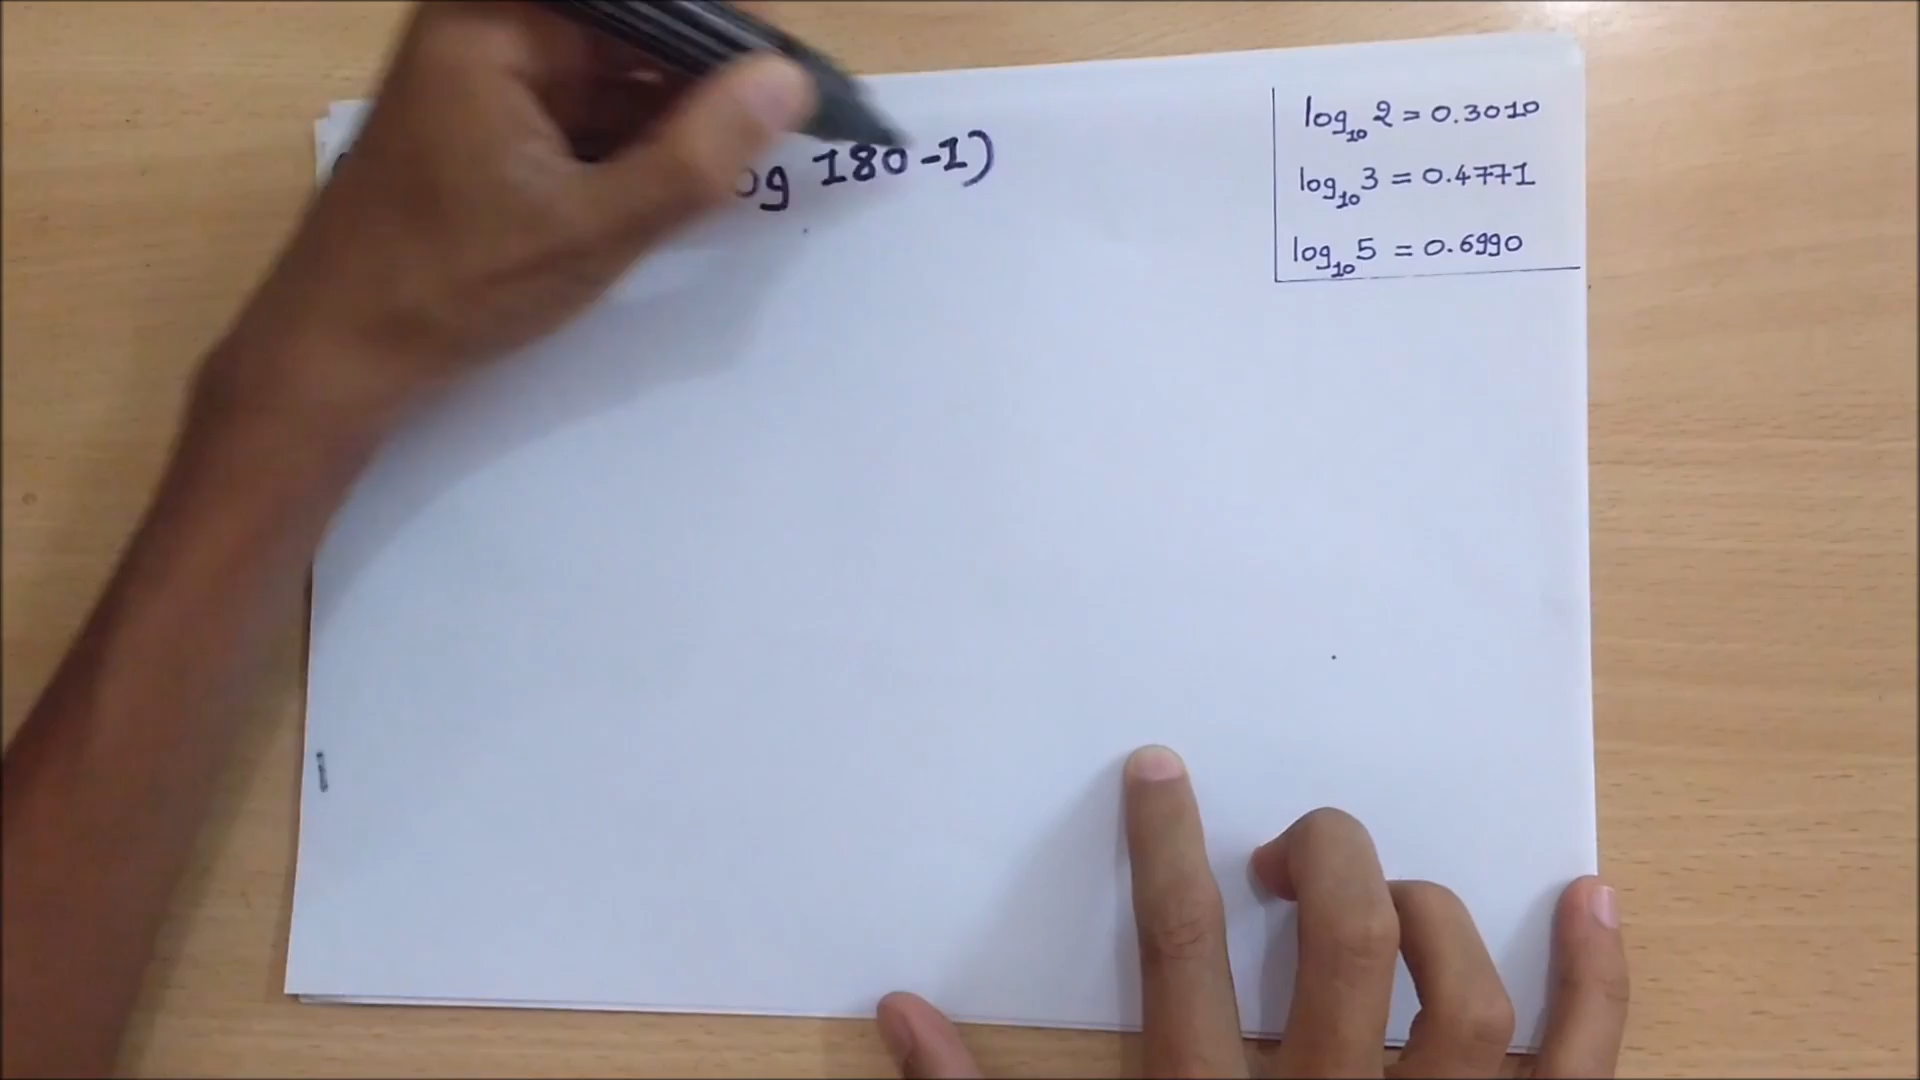 og 180-1)
log₁₀ 2 = 0.3010
log₁₀ 3 = 0.4771
log₁₀ 5 = 0.6990